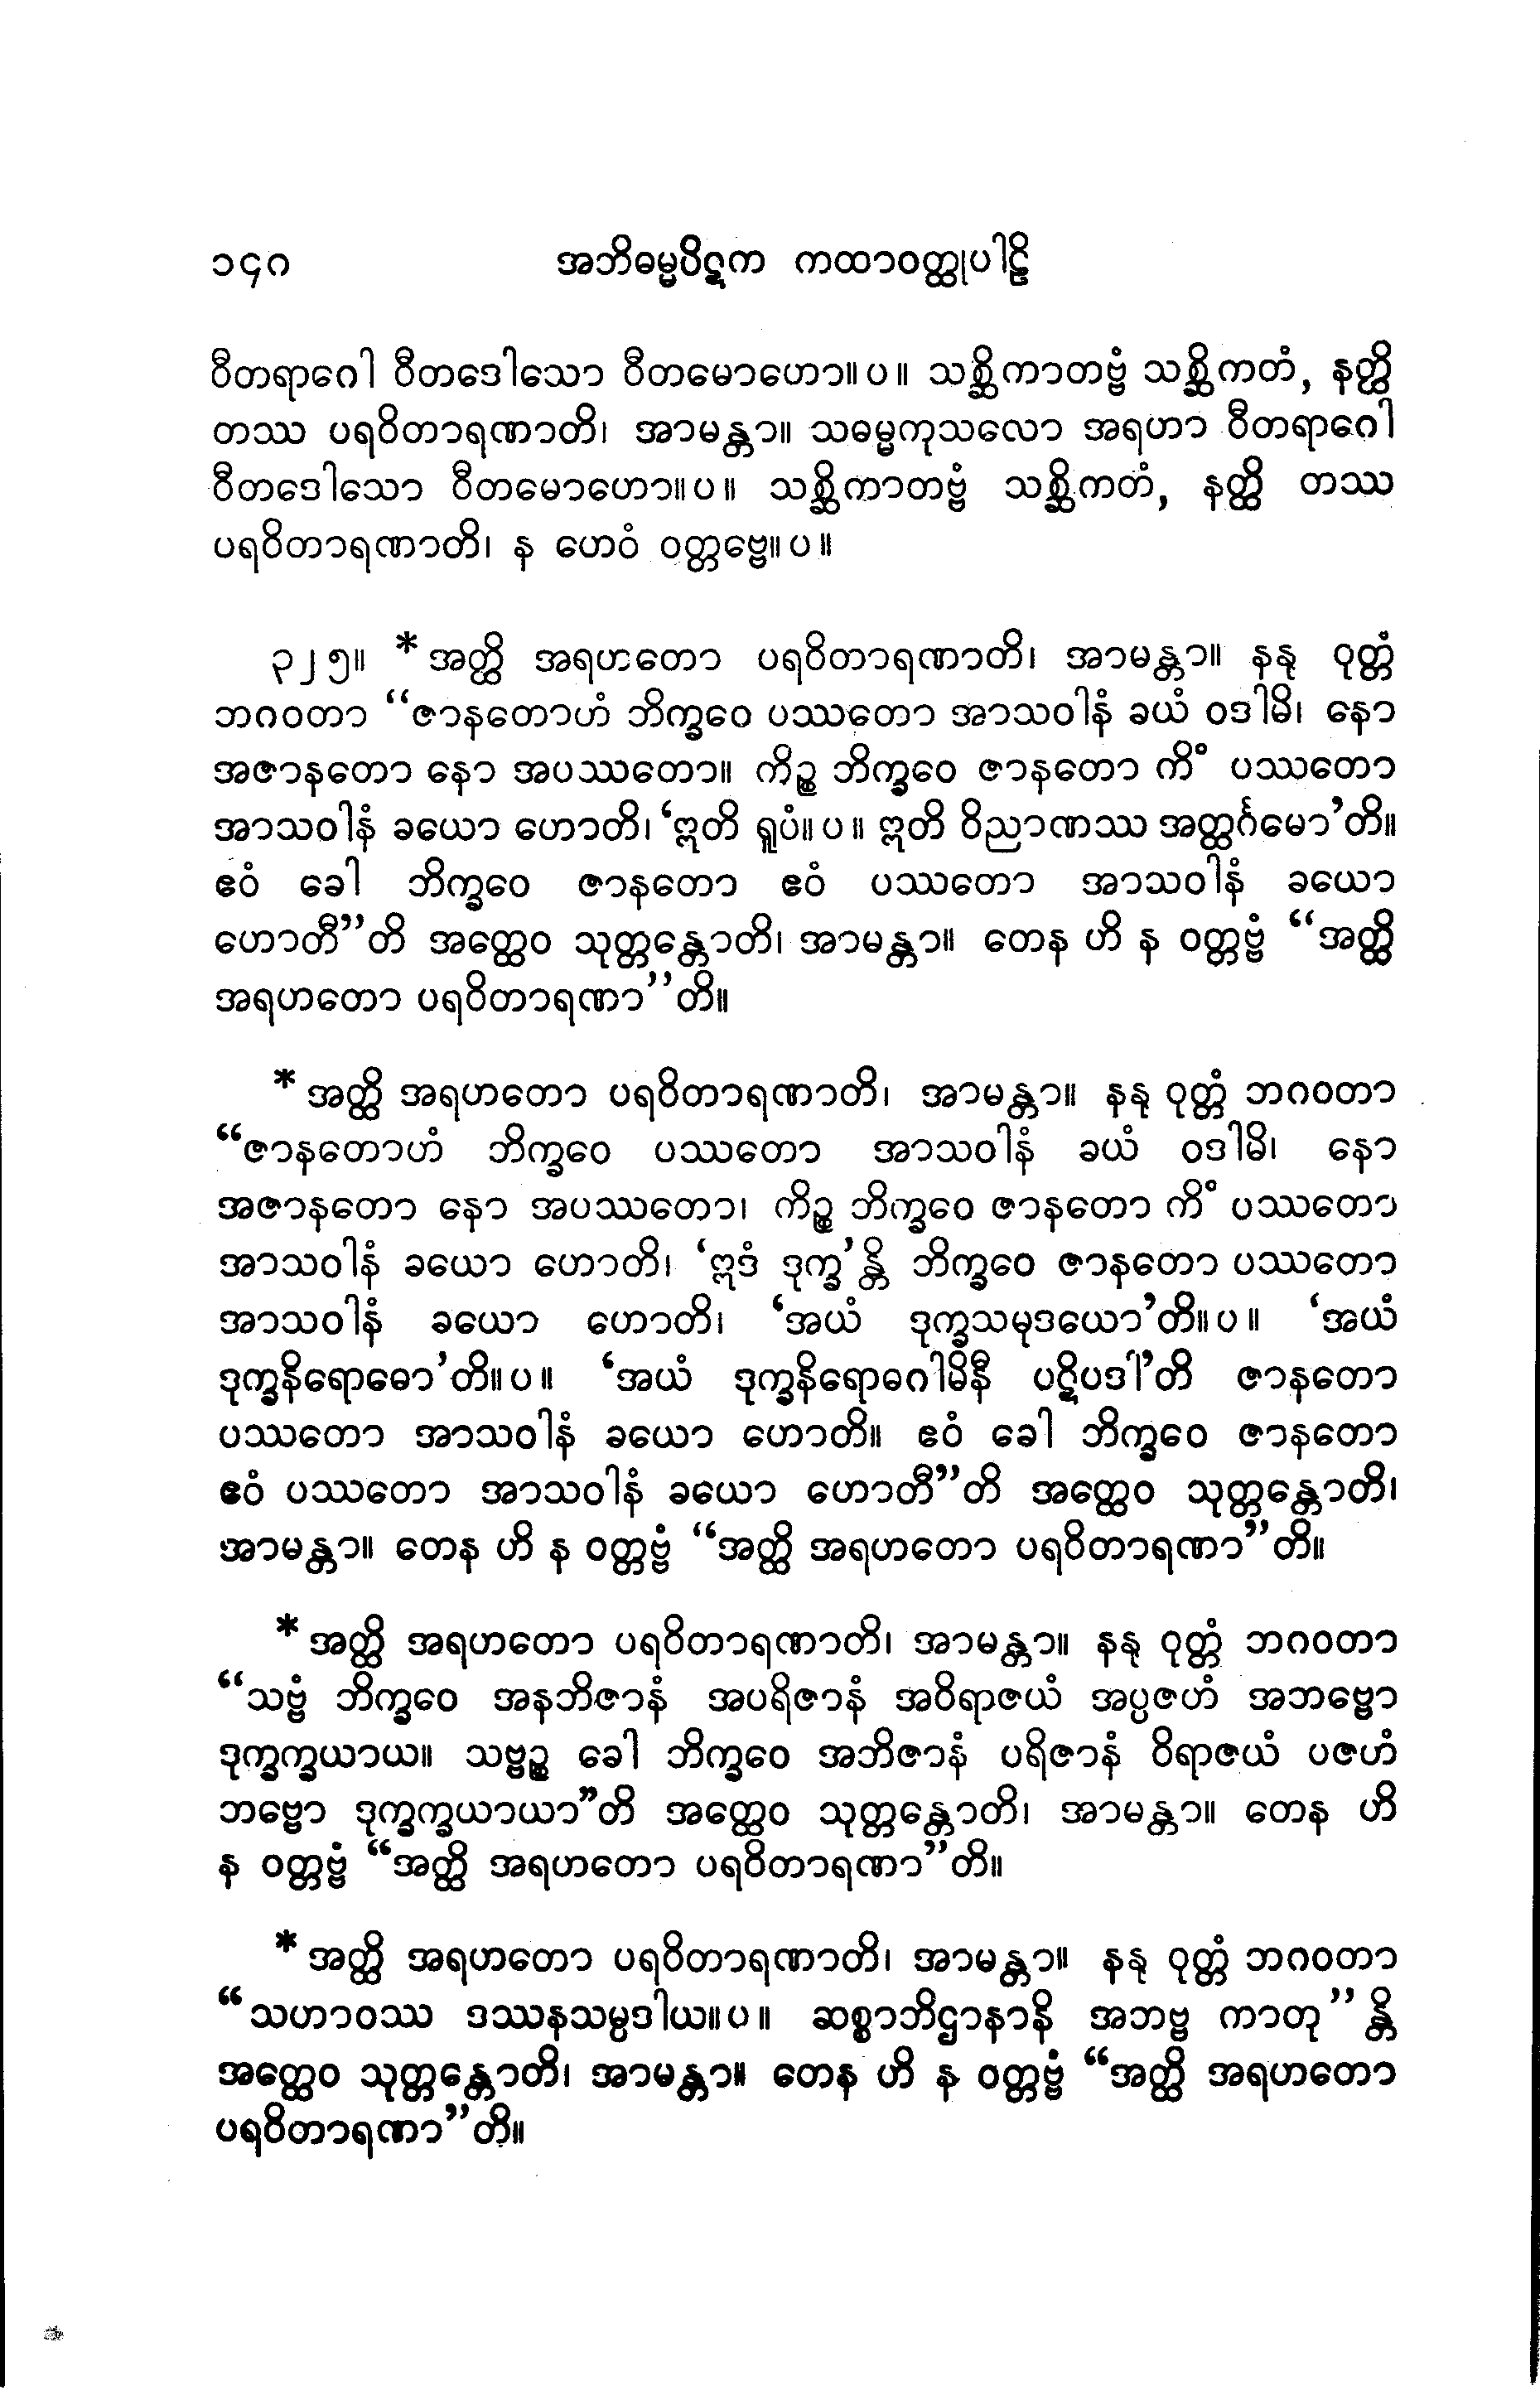 ၁၄၈ အဘိဓမ္မပိဋက ကထာဝတ္ထုပါဠိ
ဝီတရာဂေါ ဝီတဒေါသော ဝီတမောဟော။ပ။ သစ္ဆိကာတဗ္ဗံ သစ္ဆိကတံ, နတ္ထိ
တဿ ပရဝိတာရဏာတိ၊ အာမန္တာ။ သဓမ္မကုသလော အရဟာ ဝီတရာဂေါ
ဝီတဒေါသော ဝီတမောဟော။ပ။ သစ္ဆိကာတဗ္ဗံ သစ္ဆိကတံ, နတ္ထိ တဿ
ပရဝိတာရဏာတိ၊ န ဟေဝံ ဝတ္တဗ္ဗေ။ပ။
၃၂၅။ *အတ္ထိ အရဟတော ပရဝိတာရဏာတိ၊ အာမန္တာ။ နနု ဝုတ္တံ
ဘဂဝတာ “ဇာနတောဟံ ဘိက္ခဝေ ပဿတော အာသဝါနံ ခယံ ဝဒါမိ၊ နော
အဇာနတော နော အပဿတော။ ကိဉ္စ ဘိက္ခဝေ ဇာနတော ကိံ ပဿတော
အာသဝါနံ ခယော ဟောတိ၊ ‘ဣတိ ရူပံ။ပ။ ဣတိ ဝိညာဏဿ အတ္ထင်္ဂမော’တိ။
ဧဝံ ခေါ ဘိက္ခဝေ ဇာနတော ဧဝံ ပဿတော အာသဝါနံ ခယော
ဟောတီ”တိ အတ္ထေဝ သုတ္တန္တောတိ၊ အာမန္တာ။ တေန ဟိ န ဝတ္တဗ္ဗံ “အတ္ထိ
အရဟတော ပရဝိတာရဏာ”တိ။
*အတ္ထိ အရဟတော ပရဝိတာရဏာတိ၊ အာမန္တာ။ နနု ဝုတ္တံ ဘဂဝတာ
“ဇာနတောဟံ ဘိက္ခဝေ ပဿတော အာသဝါနံ ခယံ ဝဒါမိ၊ နော
အဇာနတော နော အပဿတော၊ ကိဉ္စ ဘိက္ခဝေ ဇာနတော ကိံ ပဿတော
အာသဝါနံ ခယော ဟောတိ၊ ‘ဣဒံ ဒုက္ခ’န္တိ ဘိက္ခဝေ ဇာနတော ပဿတော
အာသဝါနံ ခယော ဟောတိ၊ ‘အယံ ဒုက္ခသမုဒယော’တိ။ပ။ ‘အယံ
ဒုက္ခနိရောဓော’တိ။ပ။ ‘အယံ ဒုက္ခနိရောဓဂါမိနီ ပဋိပဒါ’တိ ဇာနတော
ပဿတော အာသဝါနံ ခယော ဟောတိ။ ဧဝံ ခေါ ဘိက္ခဝေ ဇာနတော
ဧဝံ ပဿတော အာသဝါနံ ခယော ဟောတီ”တိ အတ္ထေဝ သုတ္တန္တောတိ၊
အာမန္တာ။ တေန ဟိ န ဝတ္တဗ္ဗံ “အတ္ထိ အရဟတော ပရဝိတာရဏာ”တိ။
*အတ္ထိ အရဟတော ပရဝိတာရဏာတိ၊ အာမန္တာ။ နနု ဝုတ္တံ ဘဂဝတာ
“သဗ္ဗံ ဘိက္ခဝေ အနဘိဇာနံ အပရိဇာနံ အဝိရာဇယံ အပ္ပဇဟံ အဘဗ္ဗော
ဒုက္ခက္ခယာယ။ သဗ္ဗဉ္စ ခေါ ဘိက္ခဝေ အဘိဇာနံ ပရိဇာနံ ဝိရာဇယံ ပဇဟံ
ဘဗ္ဗော ဒုက္ခက္ခယာယာ”တိ အတ္ထေဝ သုတ္တန္တောတိ၊ အာမန္တာ။ တေန ဟိ
န ဝတ္တဗ္ဗံ “အတ္ထိ အရဟတော ပရဝိတာရဏာ”တိ။
*အတ္ထိ အရဟတော ပရဝိတာရဏာတိ၊ အာမန္တာ။ နနု ဝုတ္တံ ဘဂဝတာ
“သဟာဝဿ ဒဿနသမ္ပဒါယ။ပ။ ဆစ္စာဘိဌာနာနိ အဘဗ္ဗ ကာတု”န္တိ
အတ္ထေဝ သုတ္တန္တောတိ၊ အာမန္တာ။ တေန ဟိ န ဝတ္တဗ္ဗံ “အတ္ထိ အရဟတော
ပရဝိတာရဏာ”တိ။